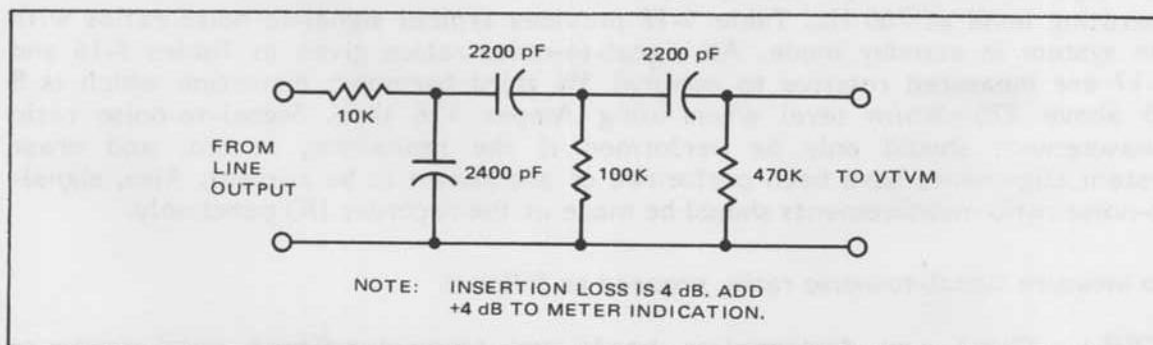 2200 pF 2200 pF
10K
FROM
LINE
OUTPUT
2400 pF 100K 470K TO VTVM
NOTE: INSERTION LOSS IS 4 dB. ADD
+4 dB TO METER INDICATION.